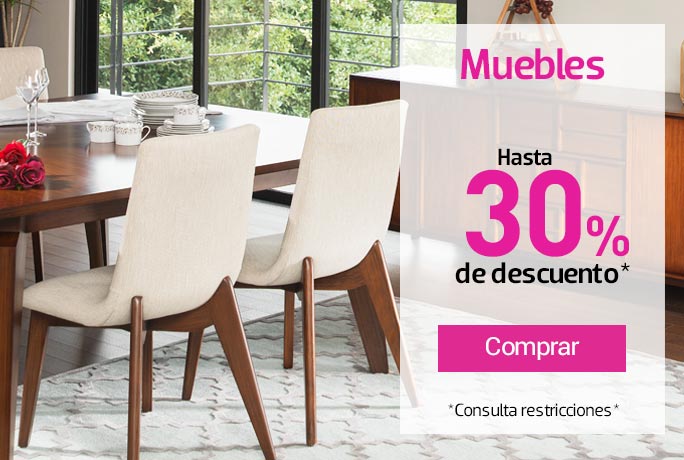 Muebles
Hasta
30%
de descuento*
Comprar
*Consulta restricciones*